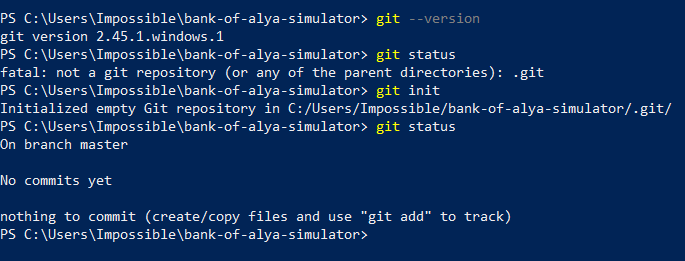 PS C:\Users\Impossible\bank-of-alya-simulator> git --version
git version 2.45.1.windows.1
PS C:\Users\Impossible\bank-of-alya-simulator> git status
fatal: not a git repository (or any of the parent directories): .git
PS C:\Users\Impossible\bank-of-alya-simulator> git init
Initialized empty Git repository in C:/Users/Impossible/bank-of-alya-simulator/.git/
PS C:\Users\Impossible\bank-of-alya-simulator> git status
On branch master

No commits yet

nothing to commit (create/copy files and use "git add" to track)
PS C:\Users\Impossible\bank-of-alya-simulator>